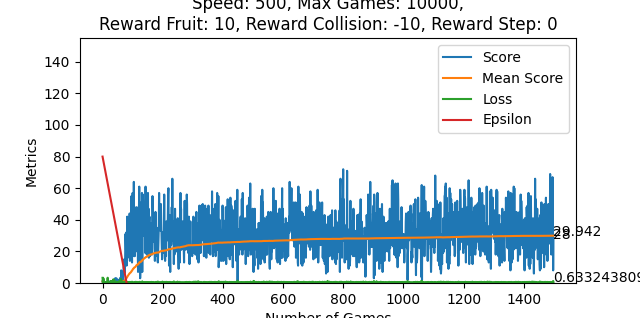 Speed: 500, Max Games: 10000,
Reward Fruit: 10, Reward Collision: -10, Reward Step: 0
Metrics
140
120
100
80
60
40
20
0
Score
Mean Score
Loss
Epsilon
29.942
28
0.633243809
0 200 400 600 800 1000 1200 1400
Number of Games